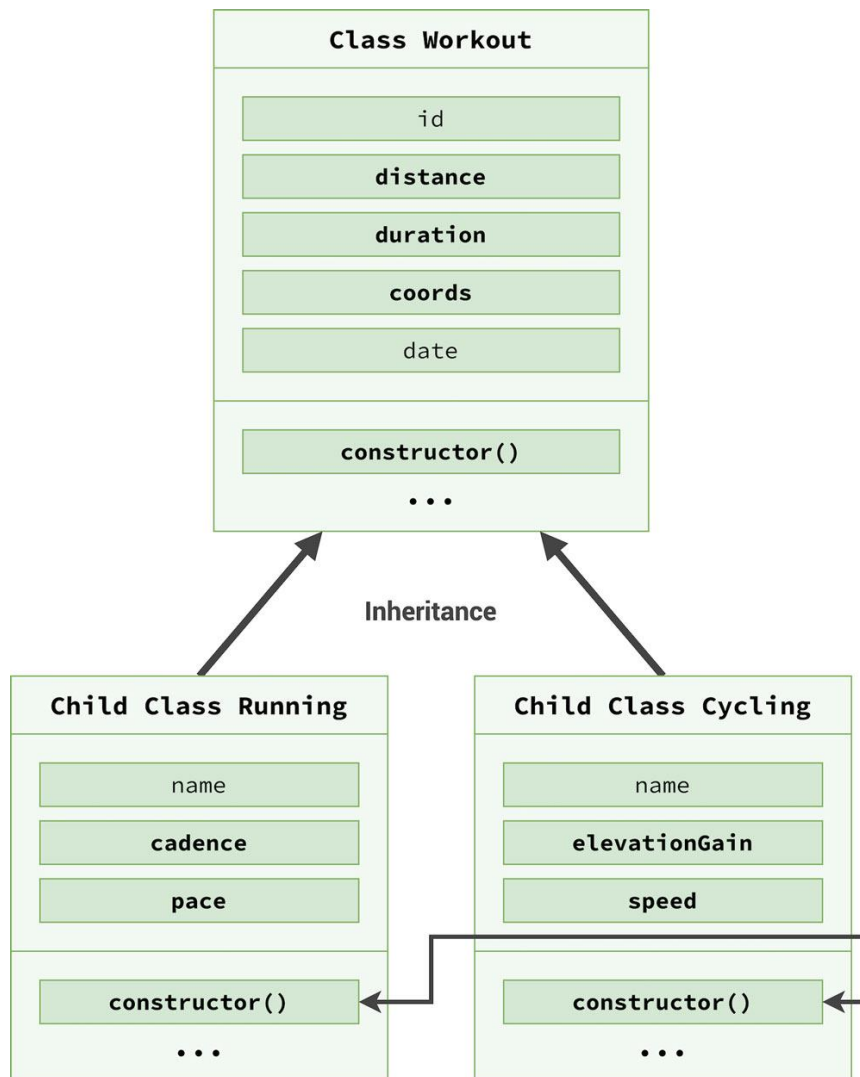 Class Workout
id
distance
duration
coords
date
constructor()
...
Inheritance
Child Class Running
name
cadence
pace
constructor()
...
Child Class Cycling
name
elevationGain
speed
constructor()
...